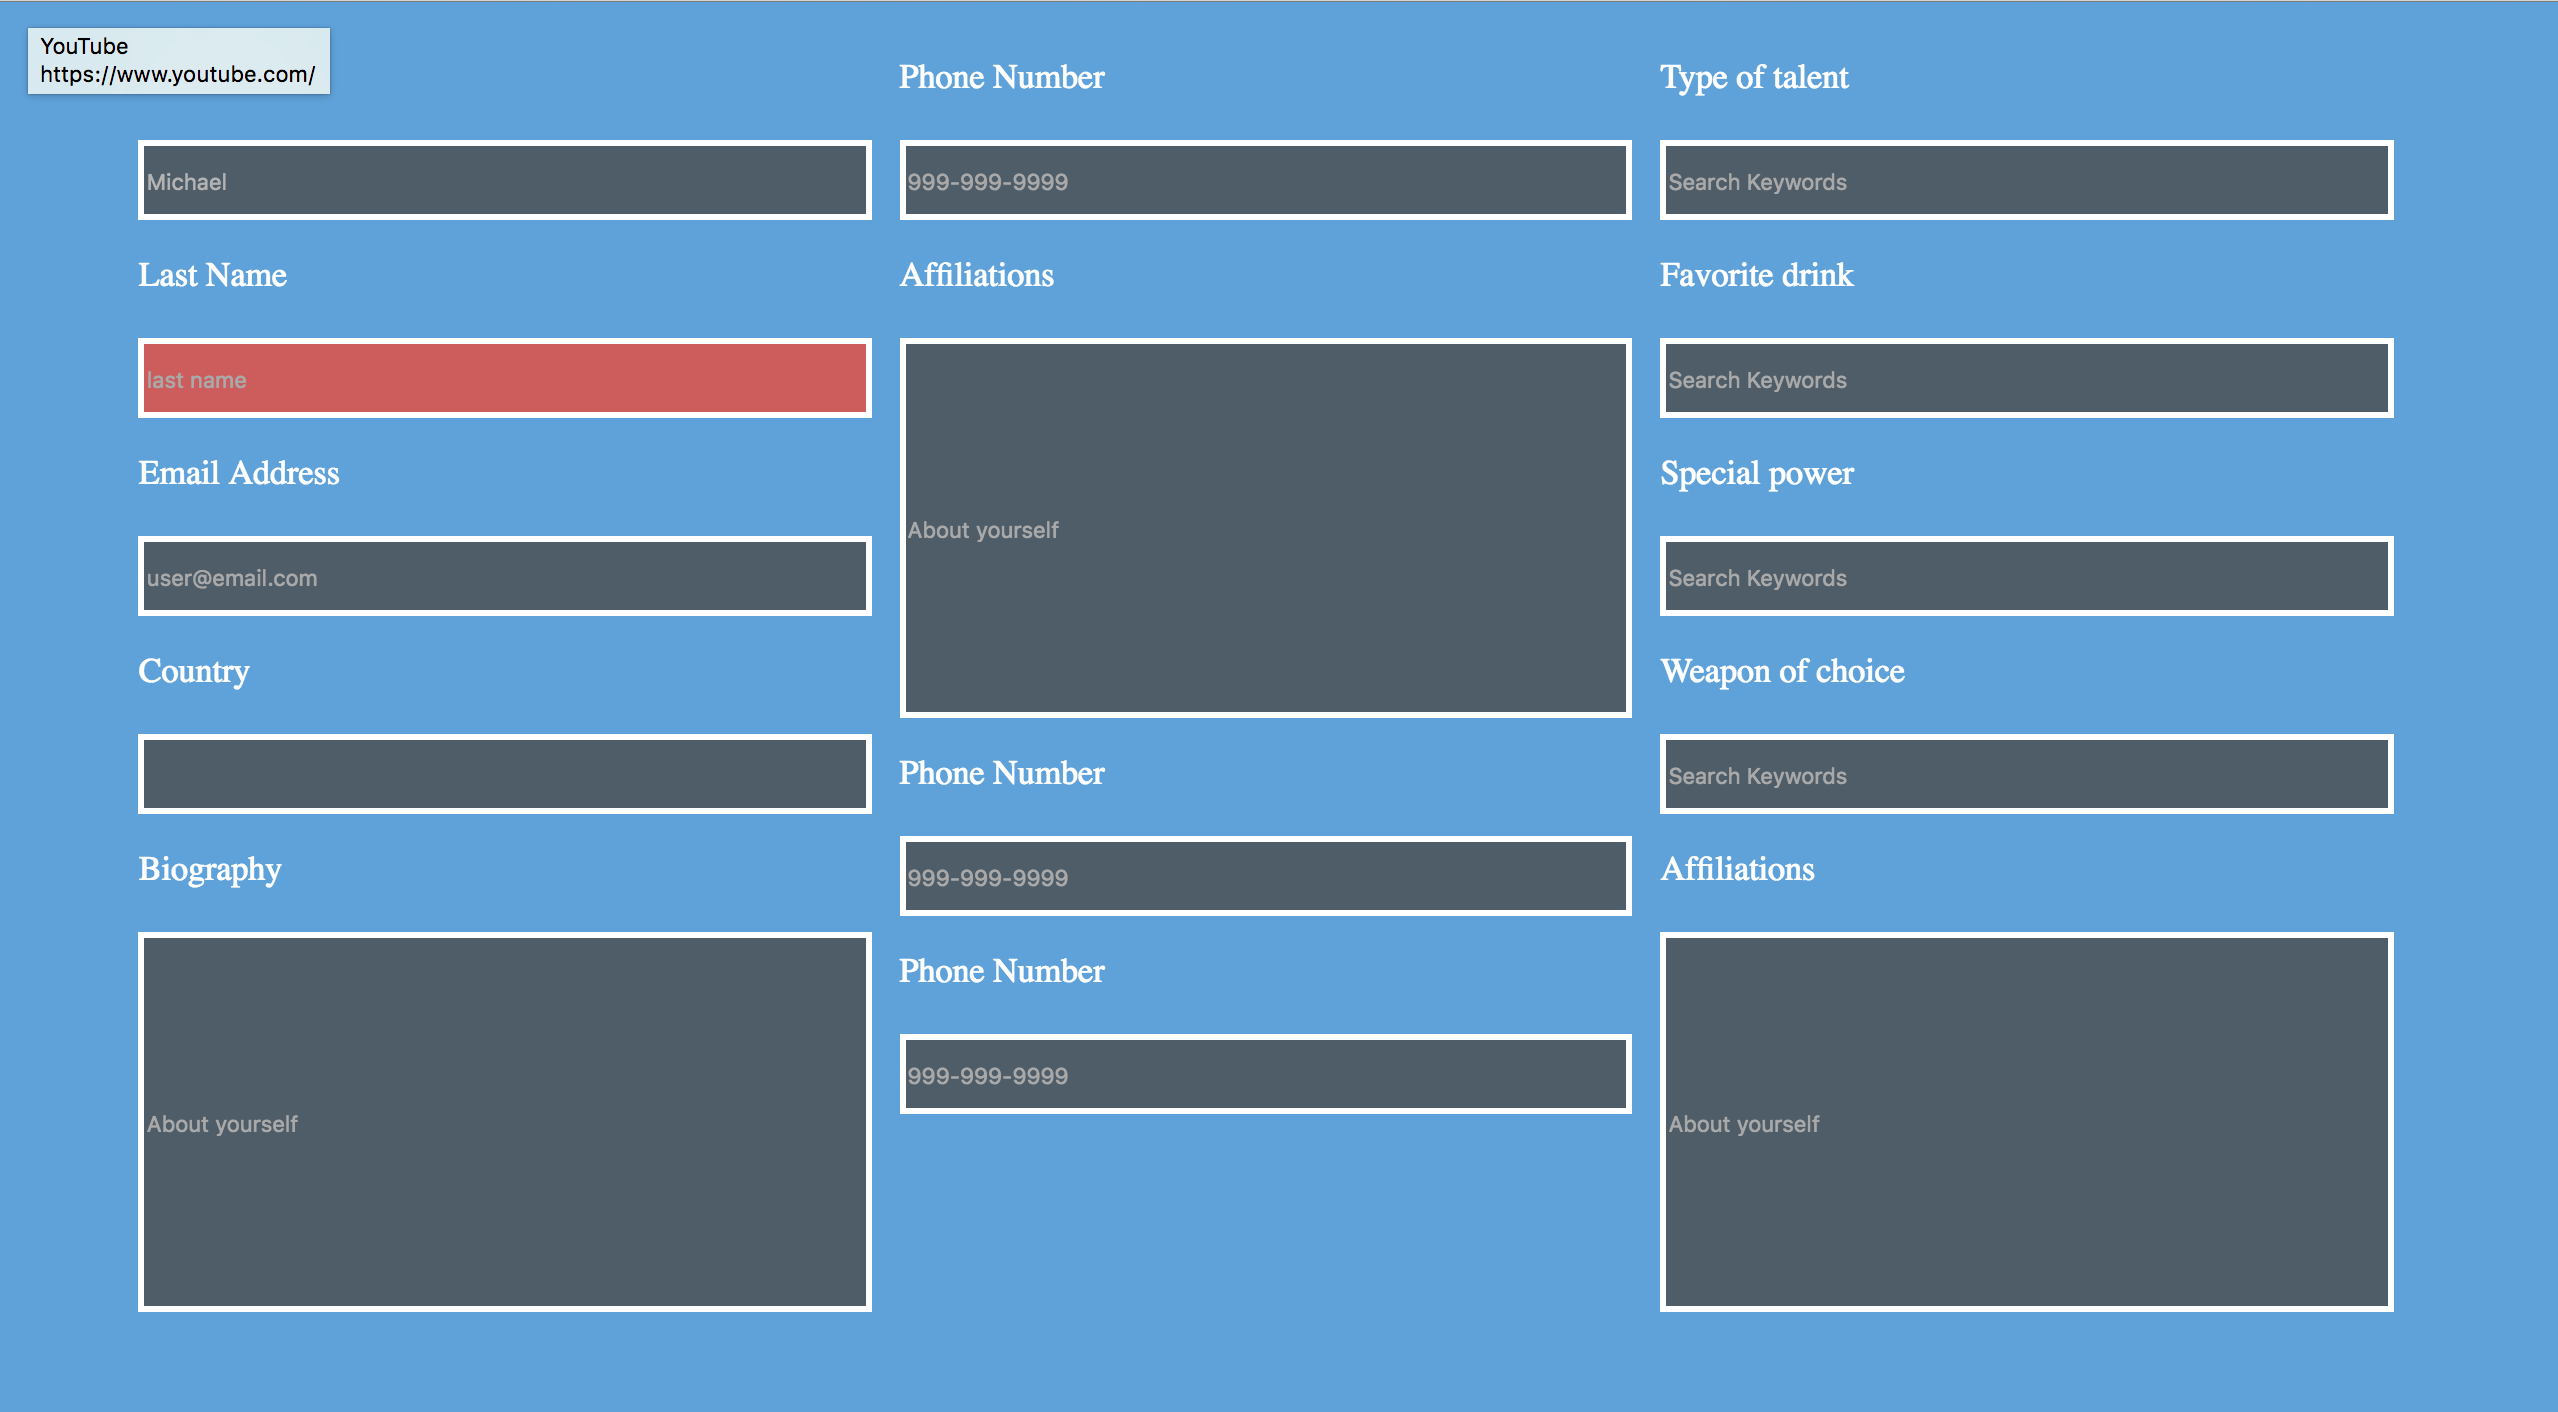 YouTube
https://www.youtube.com/
Michael
Last Name
last name
Email Address
user@email.com
Country
Biography
About yourself
Phone Number
999-999-9999
Affiliations
About yourself
Phone Number
999-999-9999
Phone Number
999-999-9999
Type of talent
Search Keywords
Favorite drink
Search Keywords
Special power
Search Keywords
Weapon of choice
Search Keywords
Affiliations
About yourself